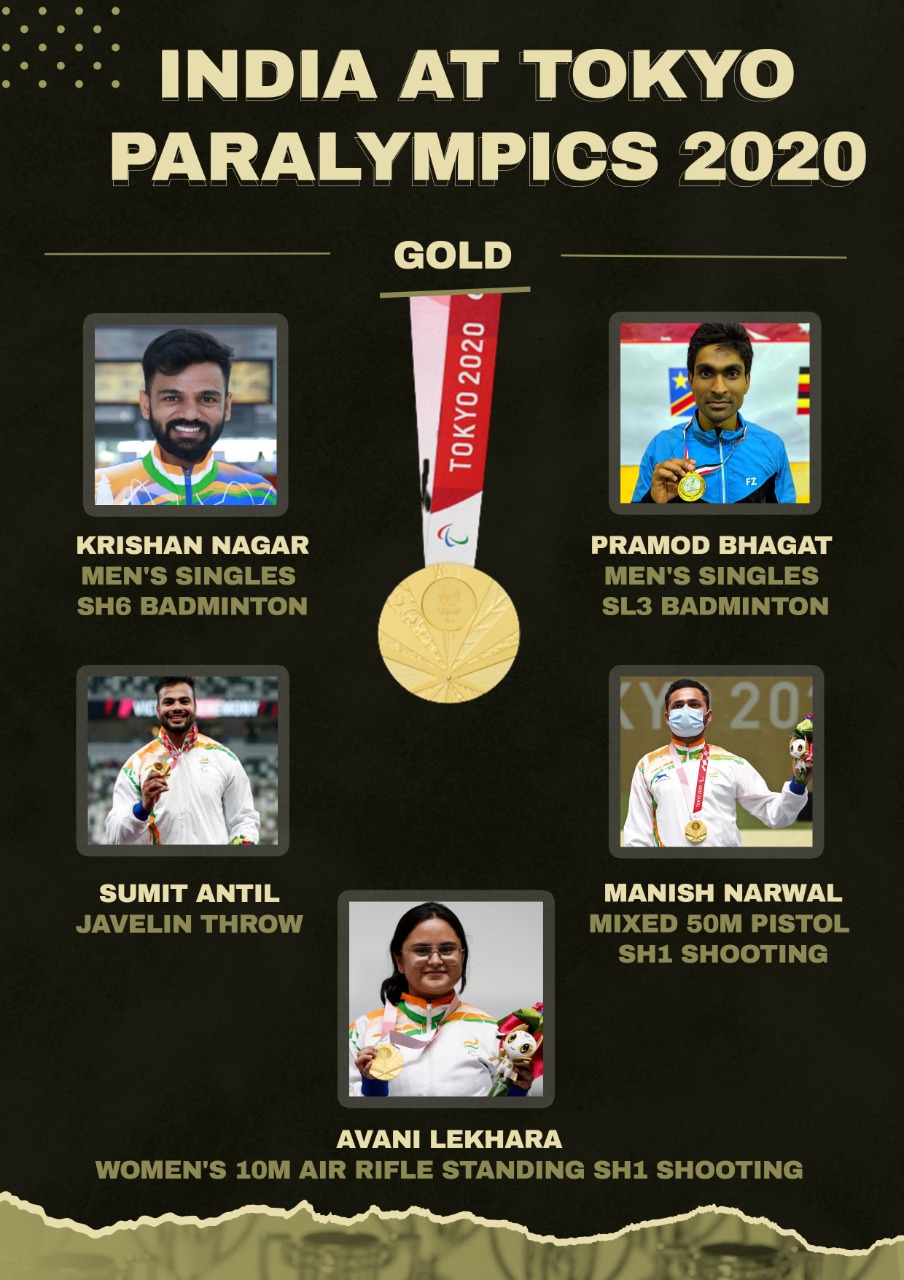 INDIA AT TOKYO
PARALYMPICS 2020
GOLD
TOKYO 2020
KRISHAN NAGAR
MEN'S SINGLES
SH6 BADMINTON
FZ
PRAMOD BHAGAT
MEN'S SINGLES
SL3 BADMINTON
SUMIT ANTIL
JAVELIN THROW
MANISH NARWAL
MIXED 50M PISTOL
SH1 SHOOTING
AVANI LEKHARA
WOMEN'S 10M AIR RIFLE STANDING SH1 SHOOTING